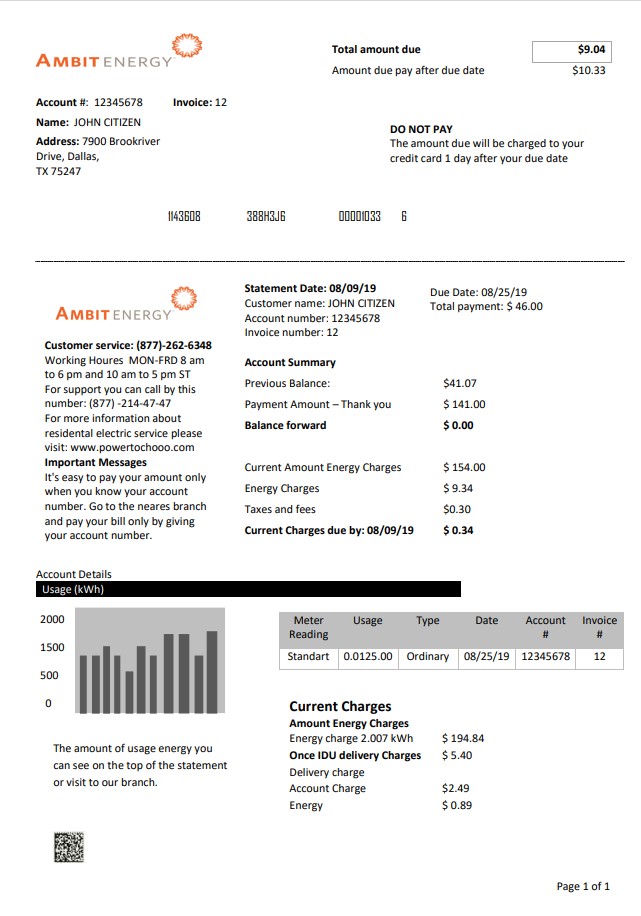 AMBIT ENERGY
Total amount due $9.04
Amount due pay after due date $10.33
Account #: 12345678 Invoice: 12
Name: JOHN CITIZEN
Address: 7900 Brookriver
Drive, Dallas,
TX 75247
DO NOT PAY
The amount due will be charged to your
credit card 1 day after your due date
1143608 388H3J6 00001033 6
AMBIT ENERGY
Customer service: (877)-262-6348
Working Houres MON-FRD 8 am
to 6 pm and 10 am to 5 pm ST
For support you can call by this
number: (877) -214-47-47
For more information about
residental electric service please
visit: www.powertochooo.com
Important Messages
It's easy to pay your amount only
when you know your account
number. Go to the neares branch
and pay your bill only by giving
your account number.
Statement Date: 08/09/19
Customer name: JOHN CITIZEN
Account number: 12345678
Invoice number: 12
Due Date: 08/25/19
Total payment: $ 46.00
Account Summary
Previous Balance: $41.07
Payment Amount – Thank you $ 141.00
Balance forward $ 0.00
Current Amount Energy Charges $ 154.00
Energy Charges $ 9.34
Taxes and fees $0.30
Current Charges due by: 08/09/19 $ 0.34
Account Details
Usage (kWh)
2000
1500
500
0
The amount of usage energy you
can see on the top of the statement
or visit to our branch.
Meter Reading Usage Type Date Account # Invoice #
Standart 0.0125.00 Ordinary 08/25/19 12345678 12
Current Charges
Amount Energy Charges
Energy charge 2.007 kWh $ 194.84
Once IDU delivery Charges $ 5.40
Delivery charge
Account Charge $2.49
Energy $ 0.89
Page 1 of 1